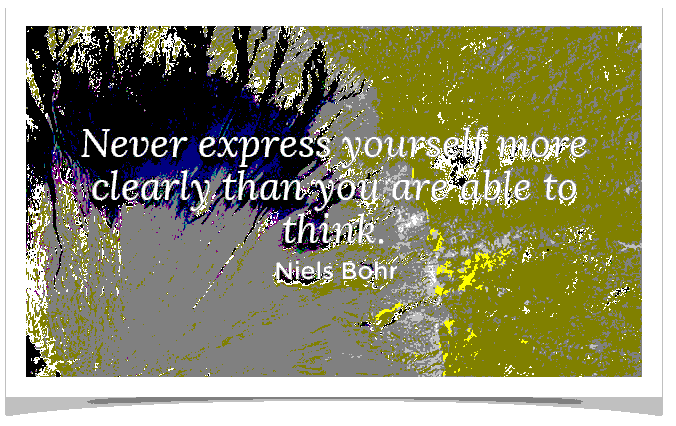 Never express yourself more
clearly than you are able to
think.
Niels Bohr